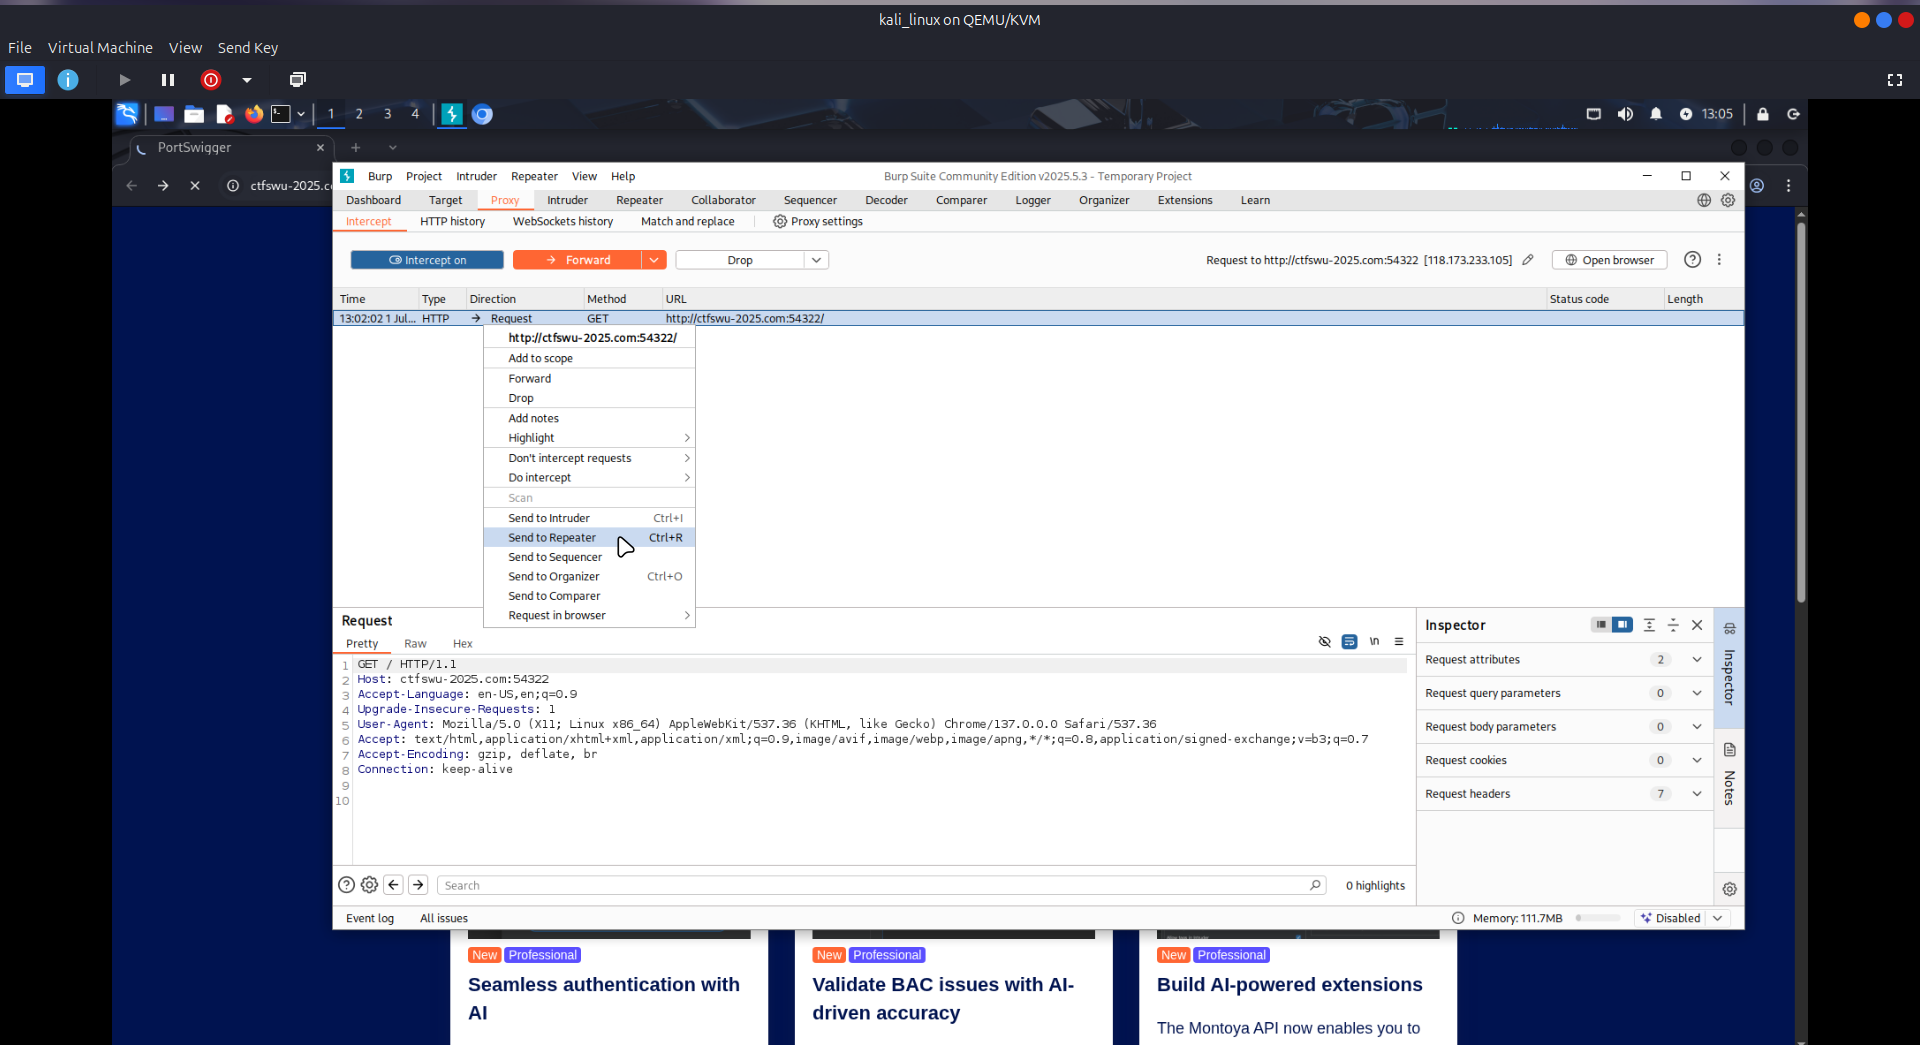 kali_linux on QEMU/KVM
File Virtual Machine View Send Key
1 2 3 4 13:05
PortSwigger
ctfswu-2025.c
Burp Project Intruder Repeater View Help Burp Suite Community Edition v2025.5.3 - Temporary Project
Dashboard Target Proxy Intruder Repeater Collaborator Sequencer Decoder Comparer Logger Organizer Extensions Learn
Intercept HTTP history WebSockets history Match and replace Proxy settings
Intercept on Forward Drop Request to http://ctfswu-2025.com:54322 [118.173.233.105] Open browser
Time Type Direction Method URL Status code Length
13:02:02 1 Jul... HTTP → Request GET http://ctfswu-2025.com:54322/
http://ctfswu-2025.com:54322/
Add to scope
Forward
Drop
Add notes
Highlight
Don't intercept requests
Do intercept
Scan
Send to Intruder Ctrl+I
Send to Repeater Ctrl+R
Send to Sequencer
Send to Organizer Ctrl+O
Send to Comparer
Request in browser
Request
Pretty Raw Hex \n
1 GET / HTTP/1.1
2 Host: ctfswu-2025.com:54322
3 Accept-Language: en-US,en;q=0.9
4 Upgrade-Insecure-Requests: 1
5 User-Agent: Mozilla/5.0 (X11; Linux x86_64) AppleWebKit/537.36 (KHTML, like Gecko) Chrome/137.0.0.0 Safari/537.36
6 Accept: text/html,application/xhtml+xml,application/xml;q=0.9,image/avif,image/webp,image/apng,*/*;q=0.8,application/signed-exchange;v=b3;q=0.7
7 Accept-Encoding: gzip, deflate, br
8 Connection: keep-alive
9
10
Inspector
Request attributes 2
Request query parameters 0
Request body parameters 0
Request cookies 0
Request headers 7
Inspector
Notes
Search 0 highlights
Event log All issues Memory: 111.7MB Disabled
New Professional
Seamless authentication with
AI
New Professional
Validate BAC issues with AI-
driven accuracy
New Professional
Build AI-powered extensions
The Montoya API now enables you to